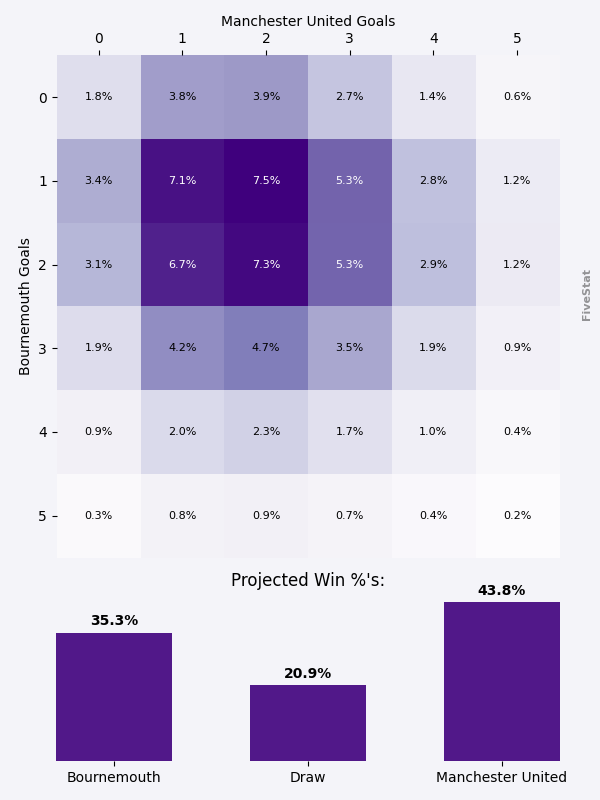 Manchester United Goals
0 1 2 3 4 5
0 1.8% 3.8% 3.9% 2.7% 1.4% 0.6%
1 3.4% 7.1% 7.5% 5.3% 2.8% 1.2%
2 3.1% 6.7% 7.3% 5.3% 2.9% 1.2%
3 1.9% 4.2% 4.7% 3.5% 1.9% 0.9%
4 0.9% 2.0% 2.3% 1.7% 1.0% 0.4%
5 0.3% 0.8% 0.9% 0.7% 0.4% 0.2%
Bournemouth Goals
FiveStat
Projected Win %'s:
35.3% 20.9% 43.8%
Bournemouth Draw Manchester United